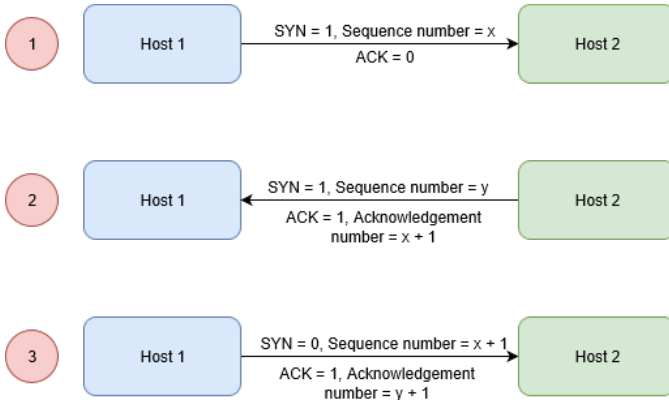 1
Host 1
SYN = 1, Sequence number = x
ACK = 0
Host 2
2
Host 1
SYN = 1, Sequence number = y
ACK = 1, Acknowledgement
number = x + 1
Host 2
3
Host 1
SYN = 0, Sequence number = x + 1
ACK = 1, Acknowledgement
number = y + 1
Host 2